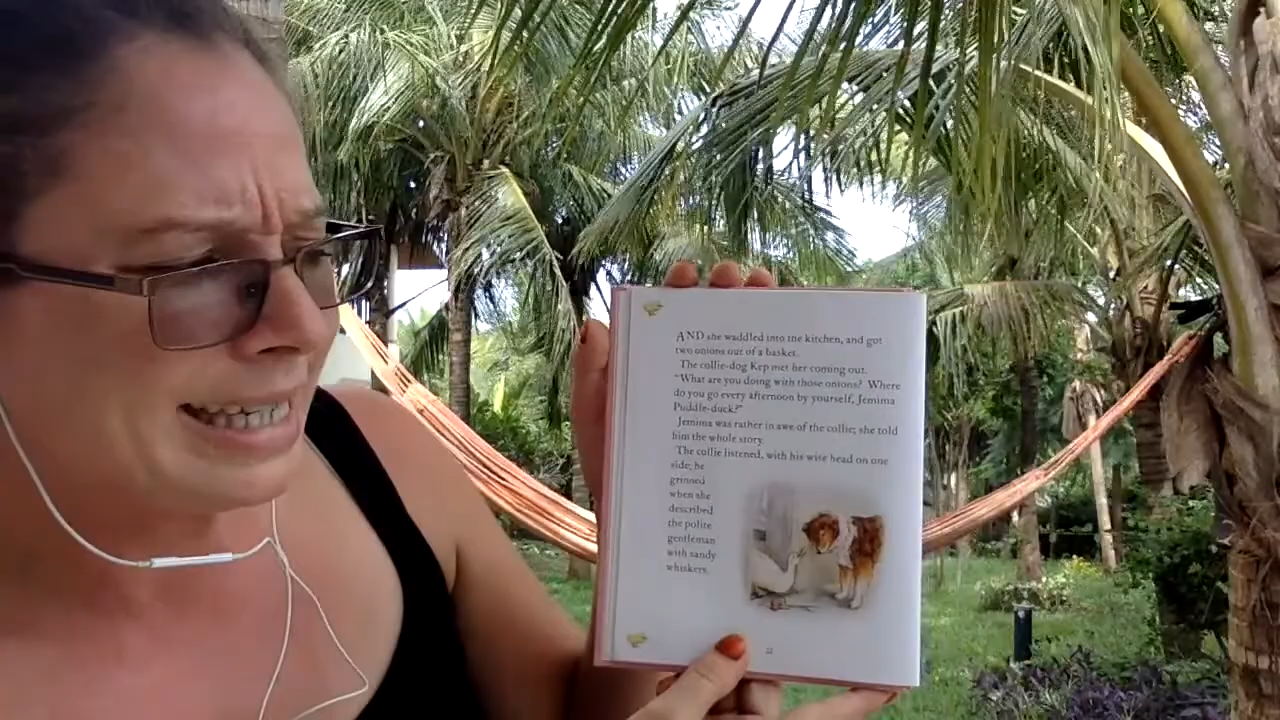 AND she waddled into the kitchen, and got
two onions out of a basket.
The collie-dog Kep met her coming out.
"What are you doing with those onions? Where
do you go every afternoon by yourself, Jemima
Puddle-duck?"
Jemima was rather in awe of the collie; she told
him the whole story.
The collie listened, with his wise head on one
side; he
grinned
when she
described
the polite
gentleman
with sandy
whiskers.